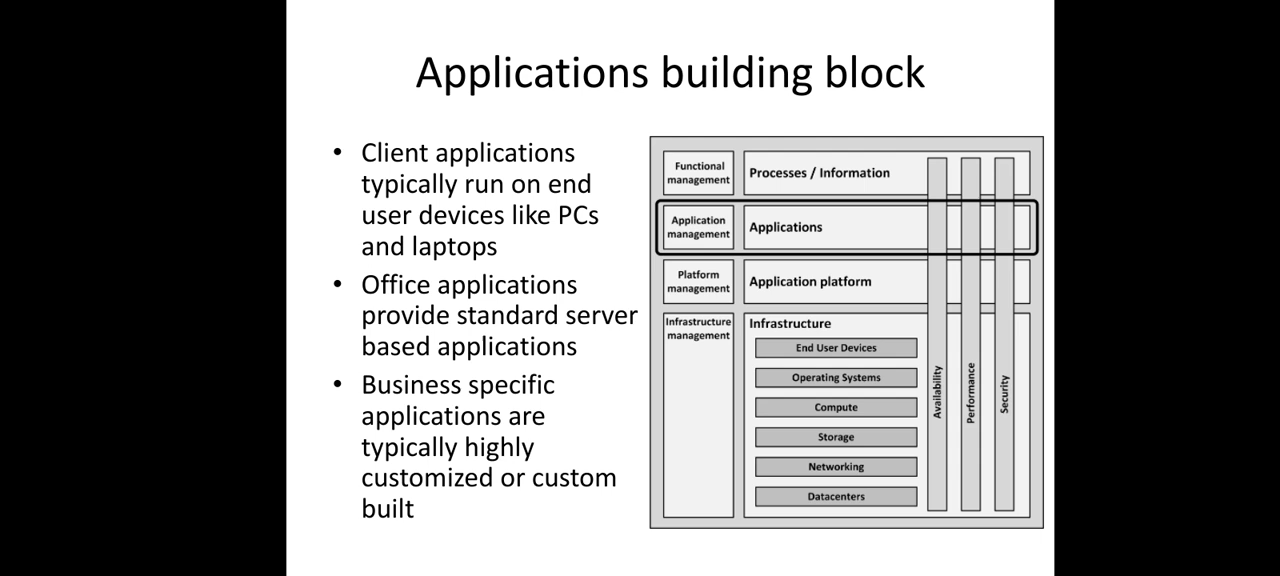 Applications building block
• Client applications
typically run on end
user devices like PCs
and laptops
• Office applications
provide standard server
based applications
• Business specific
applications are
typically highly
customized or custom
built
Functional
management
Processes / Information
Application
management
Applications
Platform
management
Application platform
Infrastructure
management
Infrastructure
End User Devices
Operating Systems
Compute
Storage
Networking
Datacenters
Availability
Performance
Security